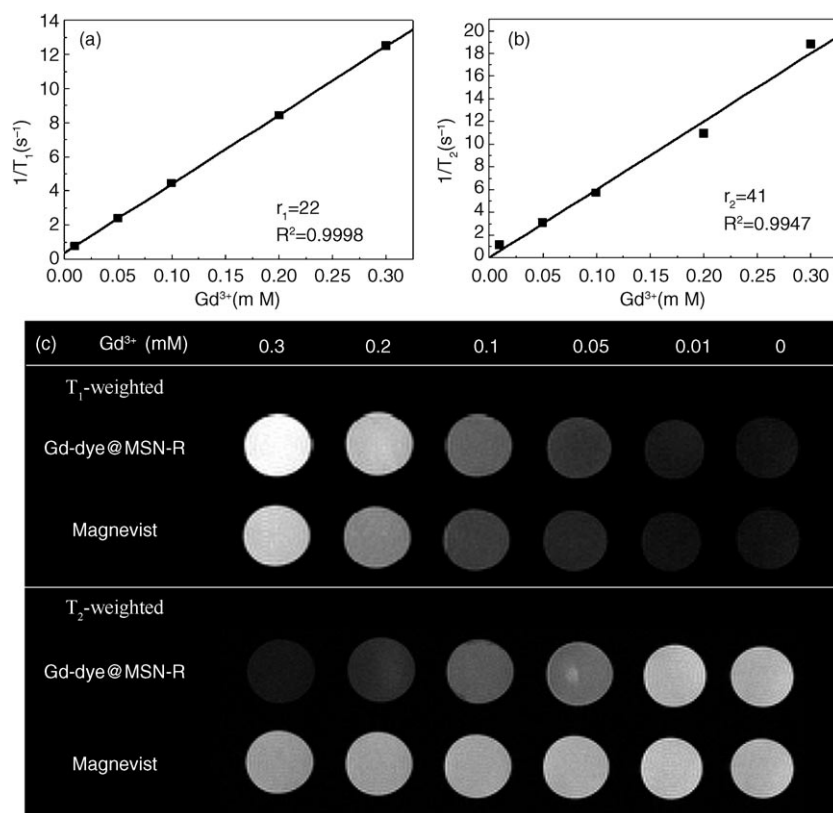 (a)
14
12
10
8
6
4
2
0
0.00 0.05 0.10 0.15 0.20 0.25 0.30
1/T₁(s⁻¹)
Gd³⁺(m M)
r₁=22
R²=0.9998
(b)
20
18
16
14
12
10
8
6
4
2
0
0.00 0.05 0.10 0.15 0.20 0.25 0.30
1/T₂(s⁻¹)
Gd³⁺(m M)
r₂=41
R²=0.9947
(c) Gd³⁺ (mM) 0.3 0.2 0.1 0.05 0.01 0
T₁-weighted
Gd-dye@MSN-R
Magnevist
T₂-weighted
Gd-dye@MSN-R
Magnevist